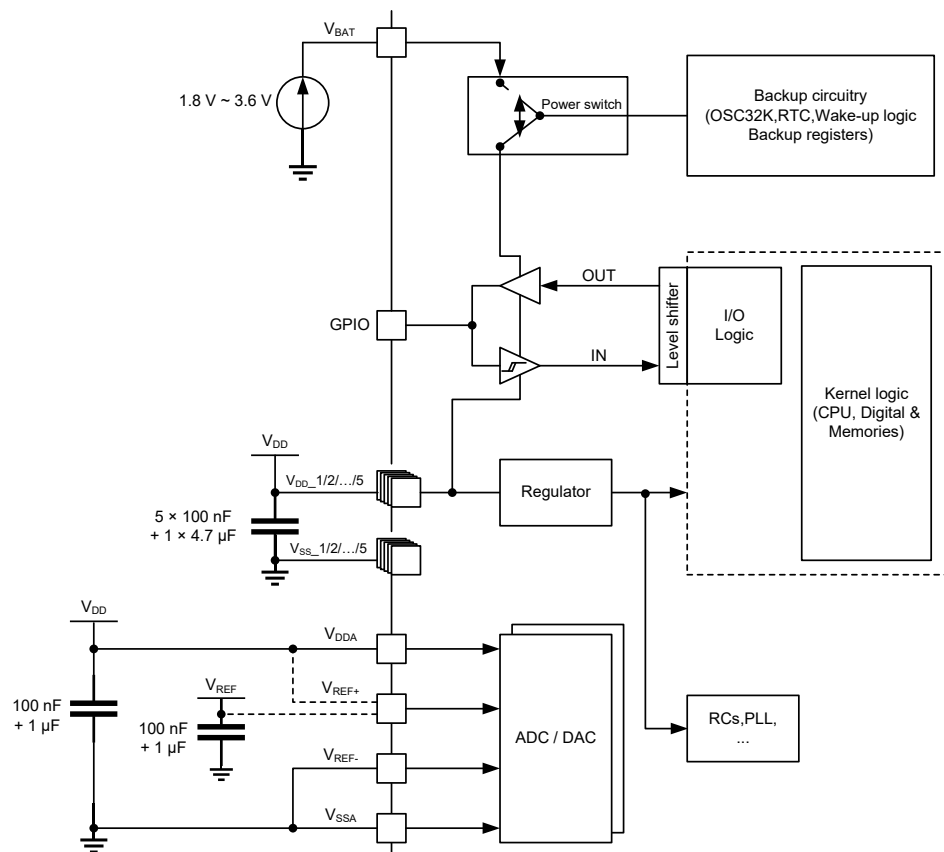 VBAT
1.8 V ~ 3.6 V
Power switch
Backup circuitry
(OSC32K,RTC,Wake-up logic
Backup registers)
GPIO
OUT
IN
Level shifter
I/O
Logic
Kernel logic
(CPU, Digital &
Memories)
VDD
VDD_1/2/.../5
5 × 100 nF
+ 1 × 4.7 µF
VSS_1/2/.../5
Regulator
VDD
VDDA
100 nF
+ 1 µF
VREF
VREF+
100 nF
+ 1 µF
VREF-
VSSA
ADC / DAC
RCs,PLL,
...